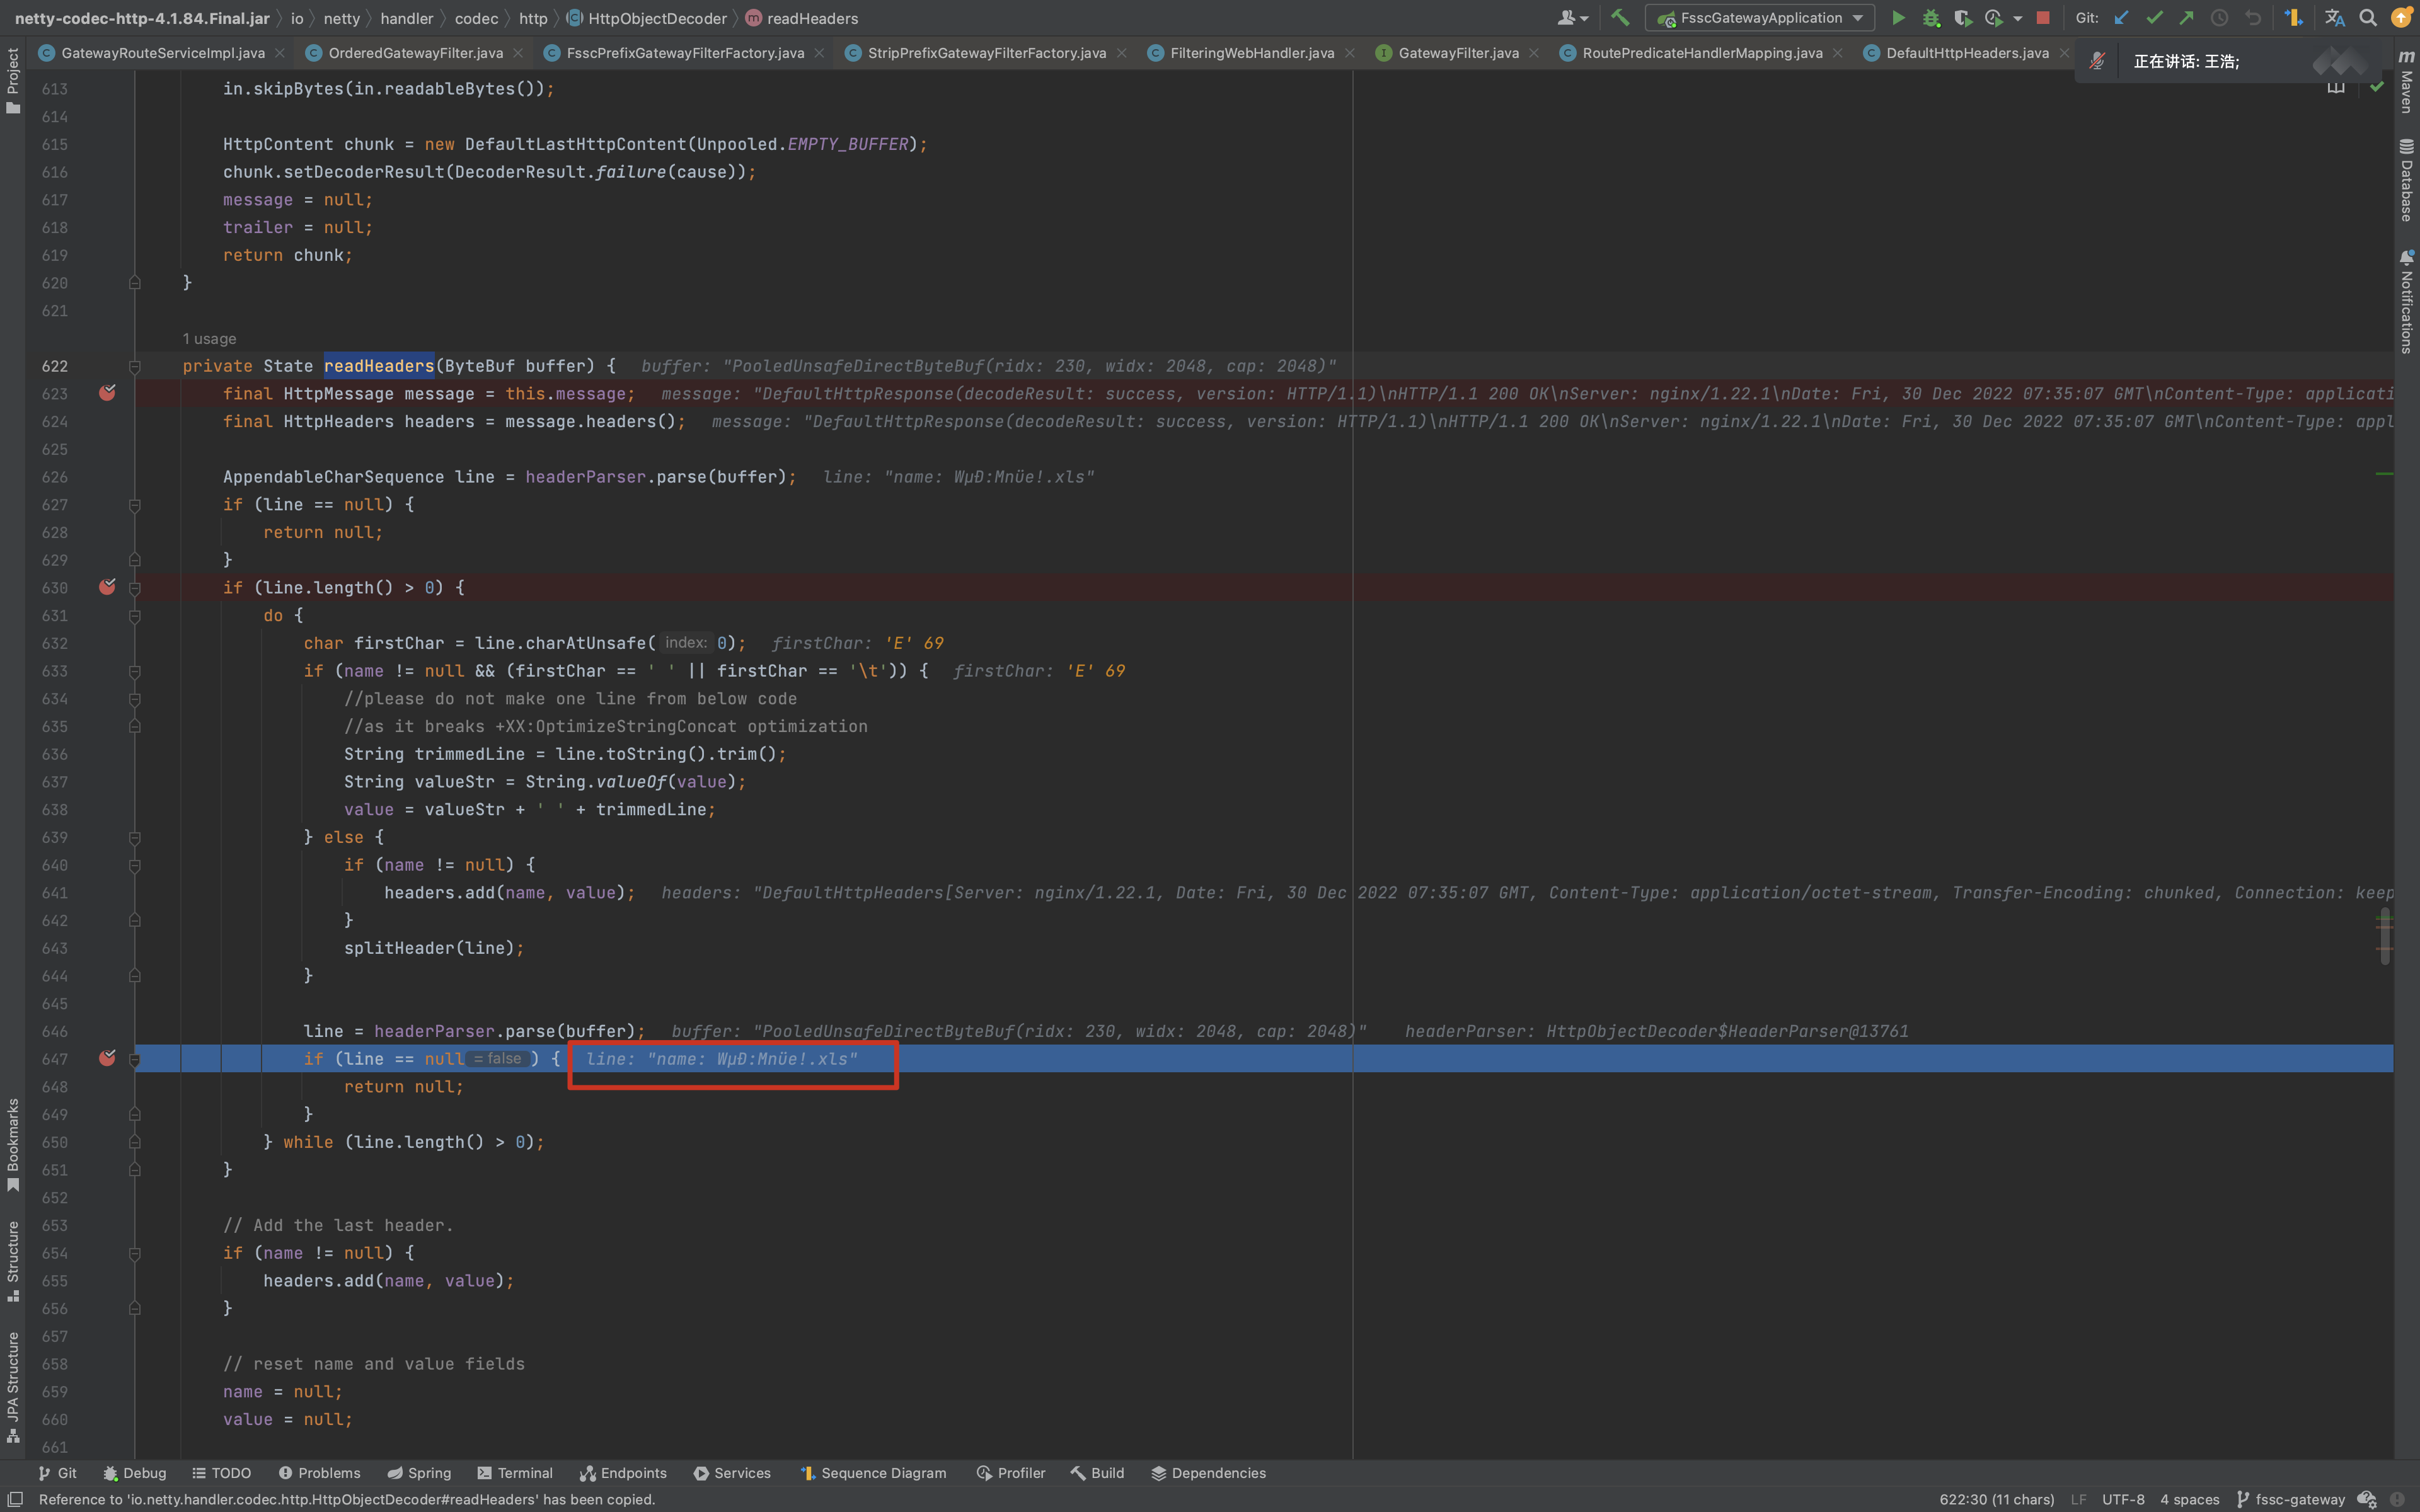 netty-codec-http-4.1.84.Final.jar 〉 io 〉 netty 〉 handler 〉 codec 〉 http 〉 HttpObjectDecoder 〉 m readHeaders FsscGatewayApplication Git:
GatewayRouteServiceImpl.java OrderedGatewayFilter.java FsscPrefixGatewayFilterFactory.java StripPrefixGatewayFilterFactory.java FilteringWebHandler.java GatewayFilter.java RoutePredicateHandlerMapping.java DefaultHttpHeaders.java 正在讲话: 王浩;
Project
m Maven
Database
Notifications
613 in.skipBytes(in.readableBytes());
614
615 HttpContent chunk = new DefaultLastHttpContent(Unpooled.EMPTY_BUFFER);
616 chunk.setDecoderResult(DecoderResult.failure(cause));
617 message = null;
618 trailer = null;
619 return chunk;
620 }
621
1 usage
622 private State readHeaders(ByteBuf buffer) { buffer: "PooledUnsafeDirectByteBuf(ridx: 230, widx: 2048, cap: 2048)"
623 final HttpMessage message = this.message; message: "DefaultHttpResponse(decodeResult: success, version: HTTP/1.1)\nHTTP/1.1 200 OK\nServer: nginx/1.22.1\nDate: Fri, 30 Dec 2022 07:35:07 GMT\nContent-Type: applicati
624 final HttpHeaders headers = message.headers(); message: "DefaultHttpResponse(decodeResult: success, version: HTTP/1.1)\nHTTP/1.1 200 OK\nServer: nginx/1.22.1\nDate: Fri, 30 Dec 2022 07:35:07 GMT\nContent-Type: appl
625
626 AppendableCharSequence line = headerParser.parse(buffer); line: "name: WµÐ:Mnüe!.xls"
627 if (line == null) {
628 return null;
629 }
630 if (line.length() > 0) {
631 do {
632 char firstChar = line.charAtUnsafe( index: 0); firstChar: 'E' 69
633 if (name != null && (firstChar == ' ' || firstChar == '\t')) { firstChar: 'E' 69
634 //please do not make one line from below code
635 //as it breaks +XX:OptimizeStringConcat optimization
636 String trimmedLine = line.toString().trim();
637 String valueStr = String.valueOf(value);
638 value = valueStr + ' ' + trimmedLine;
639 } else {
640 if (name != null) {
641 headers.add(name, value); headers: "DefaultHttpHeaders[Server: nginx/1.22.1, Date: Fri, 30 Dec 2022 07:35:07 GMT, Content-Type: application/octet-stream, Transfer-Encoding: chunked, Connection: keep
642 }
643 splitHeader(line);
644 }
645
646 line = headerParser.parse(buffer); buffer: "PooledUnsafeDirectByteBuf(ridx: 230, widx: 2048, cap: 2048)" headerParser: HttpObjectDecoder$HeaderParser@13761
647 if (line == null = false ) { line: "name: WµÐ:Mnüe!.xls"
648 return null;
649 }
650 } while (line.length() > 0);
651 }
652
653 // Add the last header.
654 if (name != null) {
655 headers.add(name, value);
656 }
657
658 // reset name and value fields
659 name = null;
660 value = null;
661
Bookmarks
Structure
JPA Structure
Git Debug TODO Problems Spring Terminal Endpoints Services Sequence Diagram Profiler Build Dependencies
Reference to 'io.netty.handler.codec.http.HttpObjectDecoder#readHeaders' has been copied. 622:30 (11 chars) LF UTF-8 4 spaces fssc-gateway